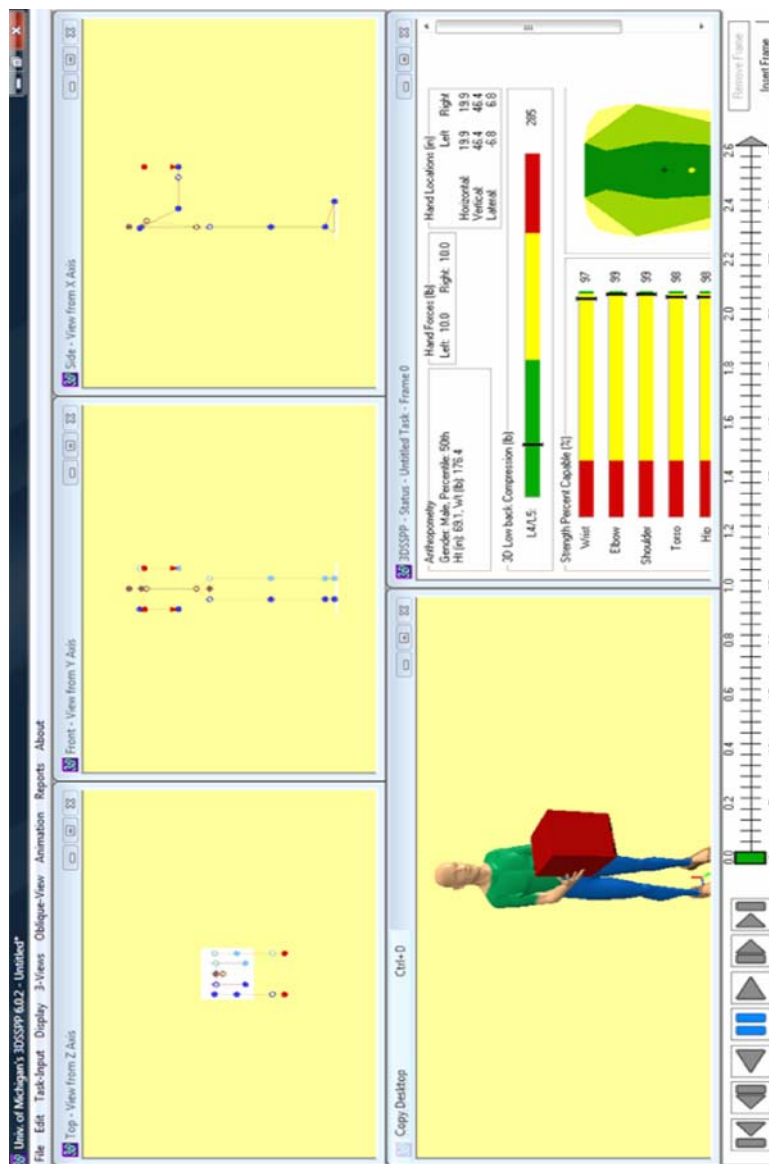 Univ. of Michigan's 3DSSPP 6.0.2 - Untitled*
File Edit Task-Input Display 3-Views Oblique-View Animation Reports About
Top - View from Z Axis
Front - View from Y Axis
Side - View from X Axis
Copy Desktop Ctrl+D
3DSSPP - Status - Untitled Task - Frame 0
Anthropometry
Gender: Male, Percentile: 50th
Ht (in): 69.1, Wt (lb): 176.4
Hand Forces (lb)
Left: 10.0 Right: 10.0
Hand Locations (in)
Left Right
Horizontal: 19.9 19.9
Vertical: 46.4 46.4
Lateral: -6.8 6.8
3D Low back Compression (lb)
L4/L5: 285
Strength Percent Capable (%)
Wrist 97
Elbow 99
Shoulder 99
Torso 98
Hip 98
0.0 0.2 0.4 0.6 0.8 1.0 1.2 1.4 1.6 1.8 2.0 2.2 2.4 2.6
Remove Frame
Insert Frame